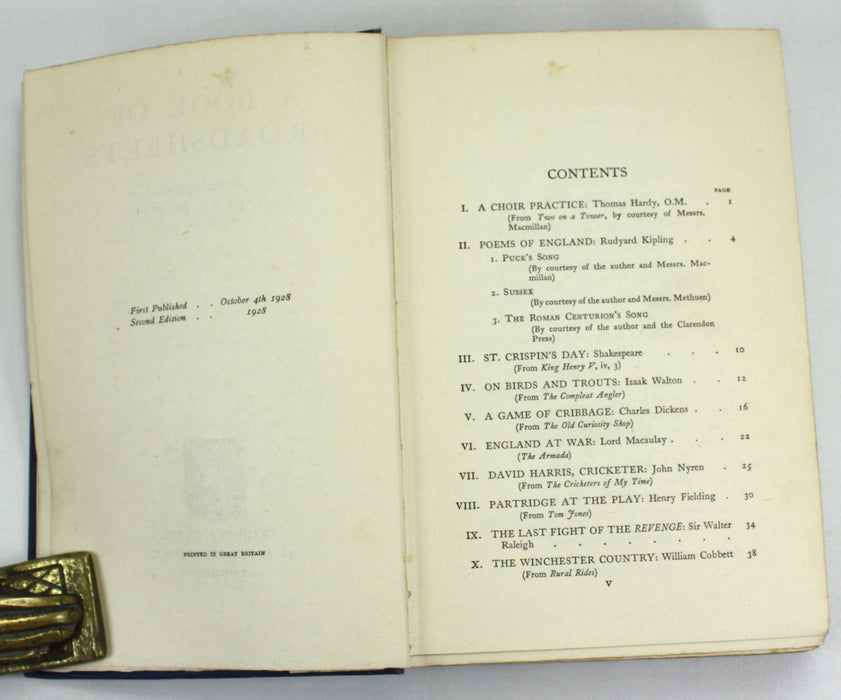 First Published . . October 4th 1928
Second Edition . . 1928
PRINTED IN GREAT BRITAIN
CONTENTS
PAGE
I. A CHOIR PRACTICE: Thomas Hardy, O.M. . 1
(From Two on a Tower, by courtesy of Messrs.
Macmillan)
II. POEMS OF ENGLAND: Rudyard Kipling . . 4
1. PUCK'S SONG
(By courtesy of the author and Messrs. Mac-
millan)
2. SUSSEX
(By courtesy of the author and Messrs. Methuen)
3. THE ROMAN CENTURION'S SONG
(By courtesy of the author and the Clarendon
Press)
III. ST. CRISPIN'S DAY: Shakespeare . . . 10
(From King Henry V, iv, 3)
IV. ON BIRDS AND TROUTS: Izaak Walton . . 12
(From The Compleat Angler)
V. A GAME OF CRIBBAGE: Charles Dickens . . 16
(From The Old Curiosity Shop)
VI. ENGLAND AT WAR: Lord Macaulay . . . 22
(The Armada)
VII. DAVID HARRIS, CRICKETER: John Nyren . 25
(From The Cricketers of My Time)
VIII. PARTRIDGE AT THE PLAY: Henry Fielding . 30
(From Tom Jones)
IX. THE LAST FIGHT OF THE REVENGE: Sir Walter 34
Raleigh . . . . . . .
X. THE WINCHESTER COUNTRY: William Cobbett 38
(From Rural Rides)
V